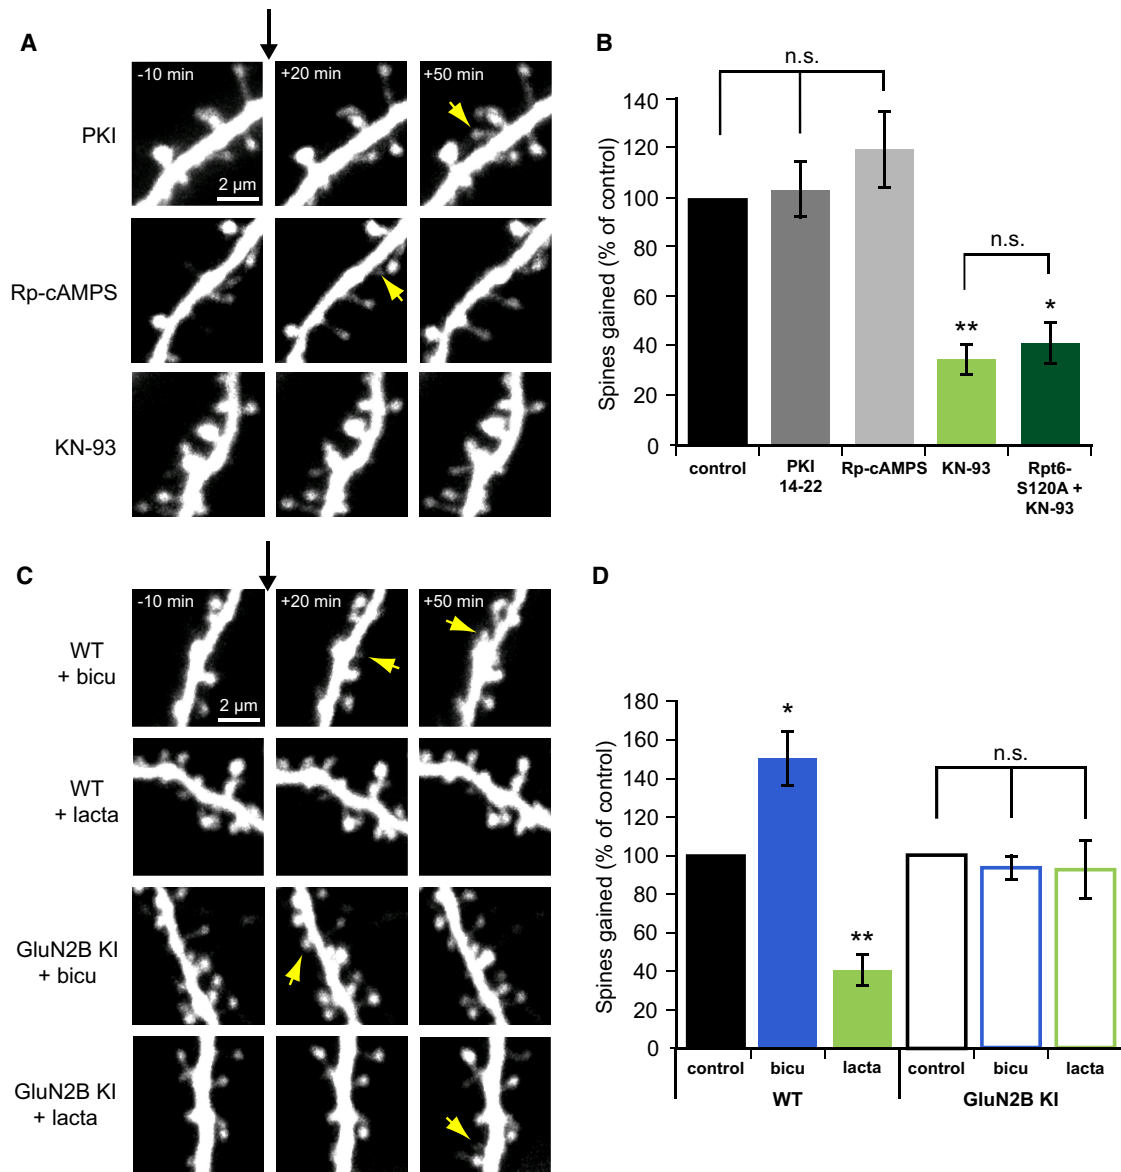 A
-10 min
+20 min
+50 min
PKI
2 µm
Rp-cAMPS
KN-93
B
n.s.
n.s.
Spines gained (% of control)
140
120
100
80
60
40
20
0
**
*
control
PKI
14-22
Rp-cAMPS
KN-93
Rpt6-
S120A +
KN-93
C
-10 min
+20 min
+50 min
WT
+ bicu
2 µm
WT
+ lacta
GluN2B KI
+ bicu
GluN2B KI
+ lacta
D
Spines gained (% of control)
180
160
140
120
100
80
60
40
20
0
*
**
n.s.
control
bicu
lacta
control
bicu
lacta
WT
GluN2B KI